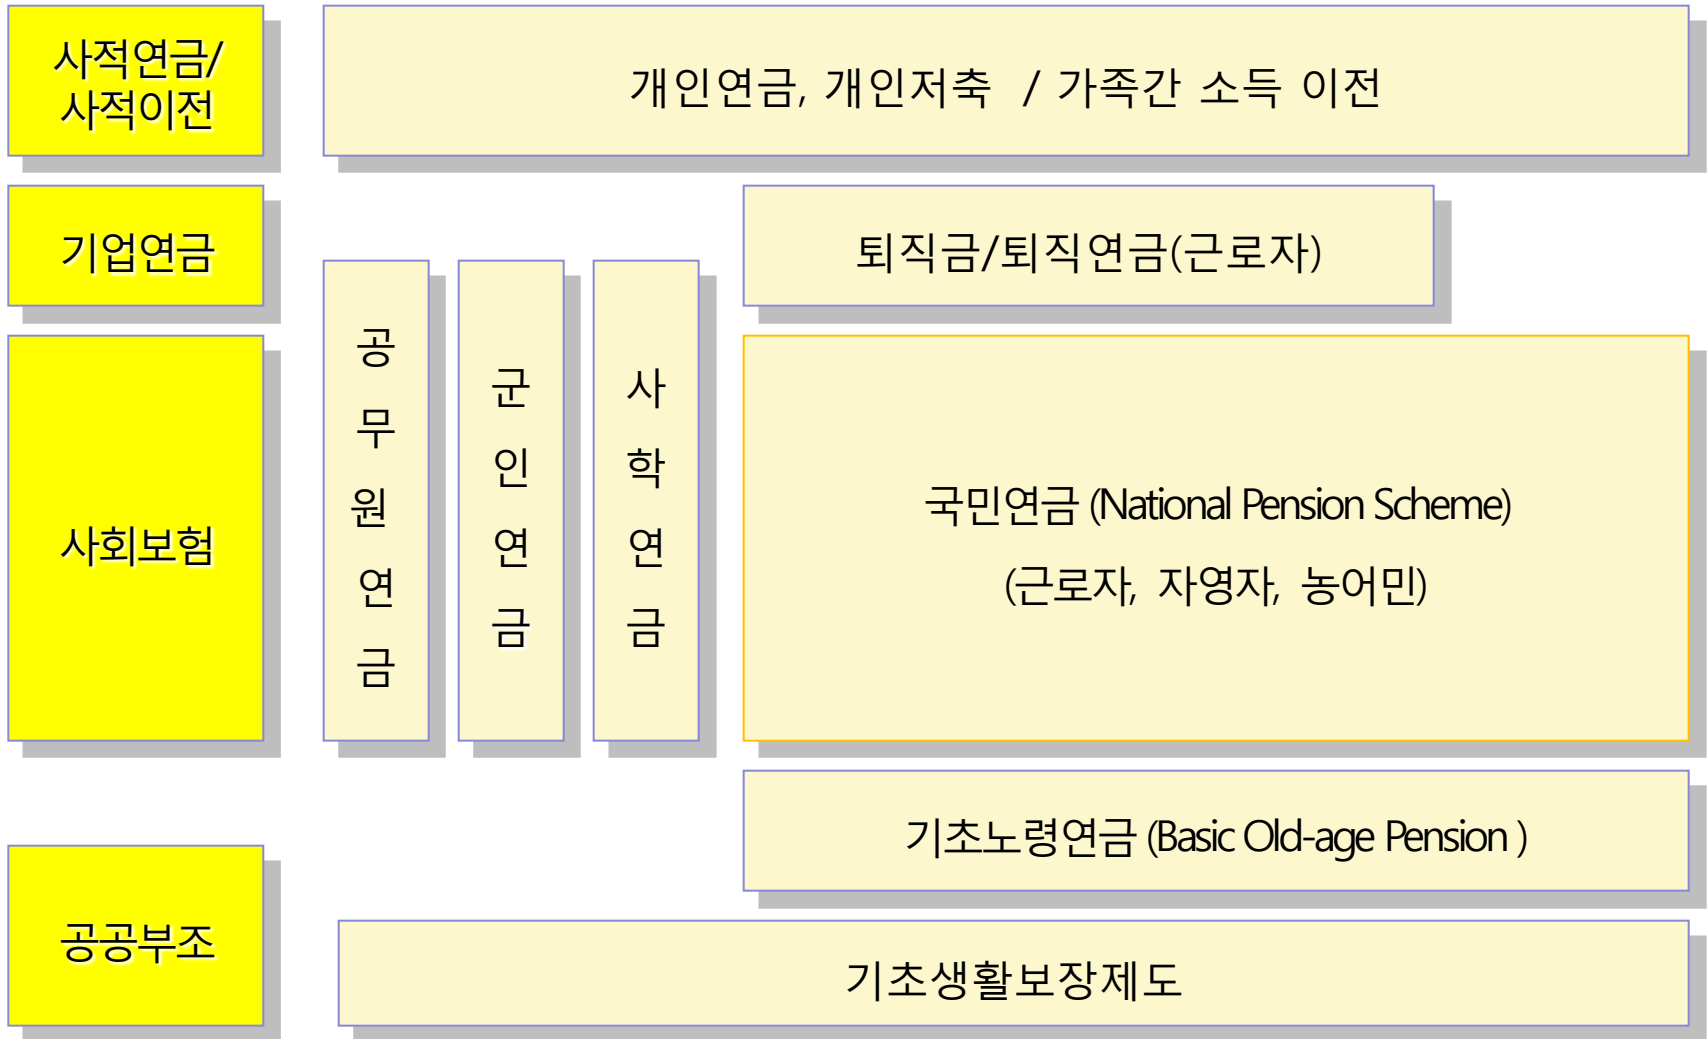 사적연금/
사적이전
개인연금, 개인저축 / 가족간 소득 이전
기업연금
퇴직금/퇴직연금(근로자)
사회보험
공
무
원
연
금
군
인
연
금
사
학
연
금
국민연금 (National Pension Scheme)
(근로자, 자영자, 농어민)
기초노령연금 (Basic Old-age Pension )
공공부조
기초생활보장제도